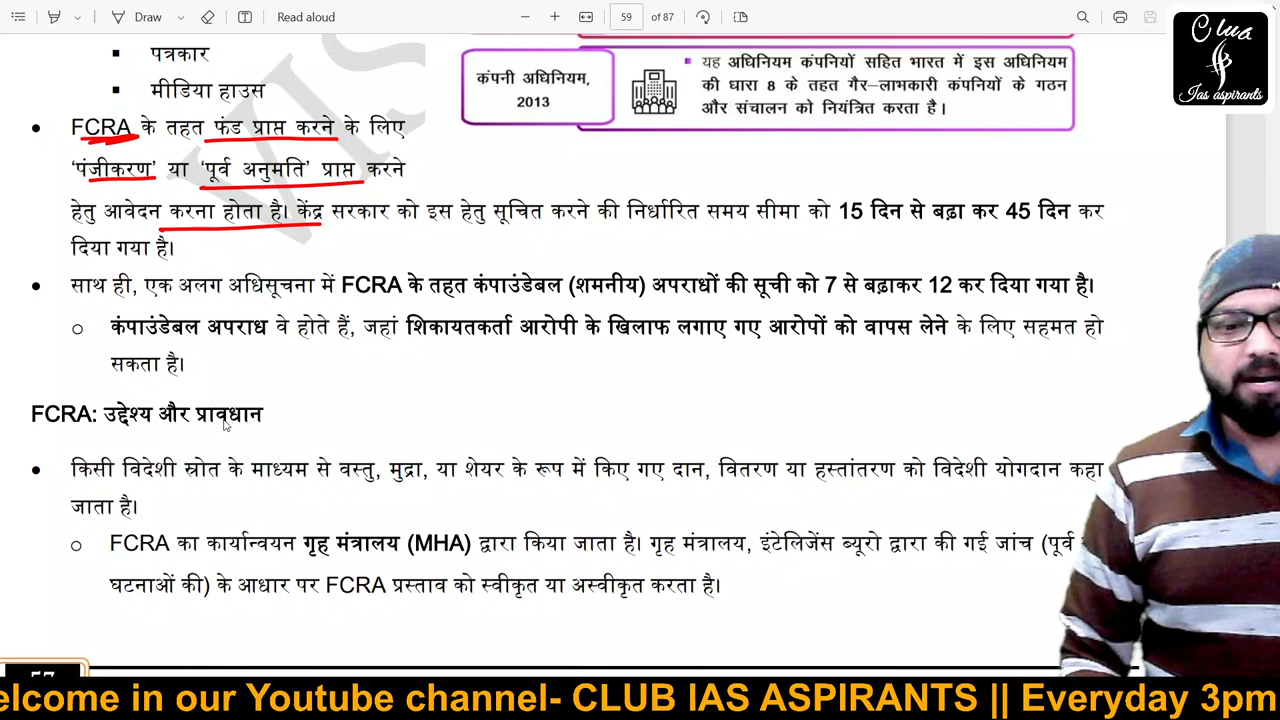 Draw
Read aloud
59
of 87
Clua
Ias aspirants
पत्रकार
मीडिया हाउस
कंपनी अधिनियम,
2013
यह अधिनियम कंपनियों सहित भारत में इस अधिनियम
की धारा 8 के तहत गैर–लाभकारी कंपनियों के गठन
और संचालन को नियंत्रित करता है।
FCRA के तहत फंड प्राप्त करने के लिए
‘पंजीकरण’ या ‘पूर्व अनुमति’ प्राप्त करने
हेतु आवेदन करना होता है। केंद्र सरकार को इस हेतु सूचित करने की निर्धारित समय सीमा को 15 दिन से बढ़ा कर 45 दिन कर
दिया गया है।
साथ ही, एक अलग अधिसूचना में FCRA के तहत कंपाउंडेबल (शमनीय) अपराधों की सूची को 7 से बढ़ाकर 12 कर दिया गया है।
कंपाउंडेबल अपराध वे होते हैं, जहां शिकायतकर्ता आरोपी के खिलाफ लगाए गए आरोपों को वापस लेने के लिए सहमत हो
सकता है।
FCRA: उद्देश्य और प्रावधान
किसी विदेशी स्रोत के माध्यम से वस्तु, मुद्रा, या शेयर के रूप में किए गए दान, वितरण या हस्तांतरण को विदेशी योगदान कहा
जाता है।
FCRA का कार्यान्वयन गृह मंत्रालय (MHA) द्वारा किया जाता है। गृह मंत्रालय, इंटेलिजेंस ब्यूरो द्वारा की गई जांच (पूर्व
घटनाओं की) के आधार पर FCRA प्रस्ताव को स्वीकृत या अस्वीकृत करता है।
57
elcome in our Youtube channel- CLUB IAS ASPIRANTS || Everyday 3pm